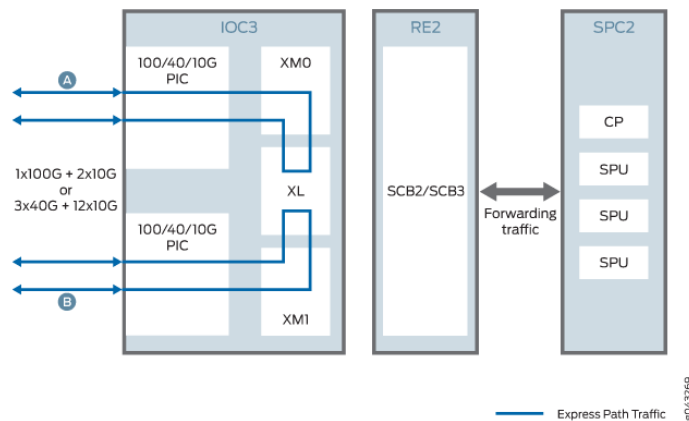 IOC3
RE2
SPC2
100/40/10G
PIC
XM0
A
1x100G + 2x10G
or
3x40G + 12x10G
XL
SCB2/SCB3
Forwarding
traffic
CP
SPU
SPU
SPU
100/40/10G
PIC
B
XM1
Express Path Traffic
g043269